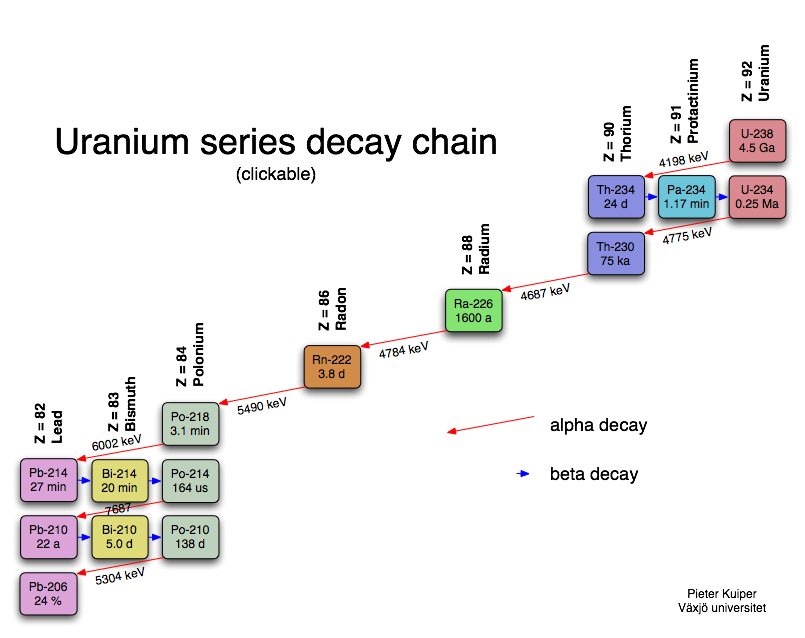 Uranium series decay chain
(clickable)
Z = 92
Uranium
Z = 91
Protactinium
Z = 90
Thorium
U-238
4.5 Ga
4198 keV
Th-234
24 d
Pa-234
1.17 min
U-234
0.25 Ma
4775 keV
Th-230
75 ka
Z = 88
Radium
4687 keV
Ra-226
1600 a
Z = 86
Radon
4784 keV
Rn-222
3.8 d
Z = 84
Polonium
5490 keV
Po-218
3.1 min
Z = 83
Bismuth
Z = 82
Lead
6002 keV
Pb-214
27 min
Bi-214
20 min
Po-214
164 us
7687
Pb-210
22 a
Bi-210
5.0 d
Po-210
138 d
5304 keV
Pb-206
24 %
alpha decay
beta decay
Pieter Kuiper
Växjö universitet